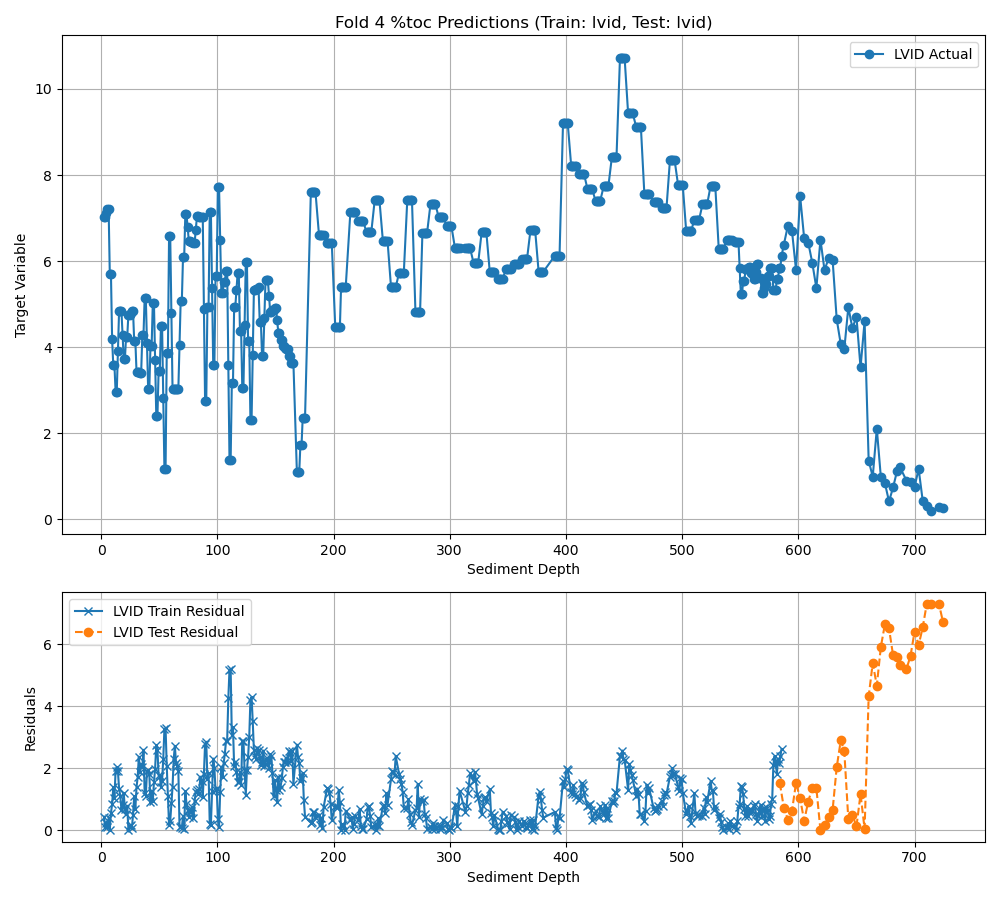 Fold 4 %toc Predictions (Train: lvid, Test: lvid)
LVID Actual
Target Variable
10
8
6
4
2
0
0 100 200 300 400 500 600 700
Sediment Depth
LVID Train Residual
LVID Test Residual
Residuals
6
4
2
0
0 100 200 300 400 500 600 700
Sediment Depth